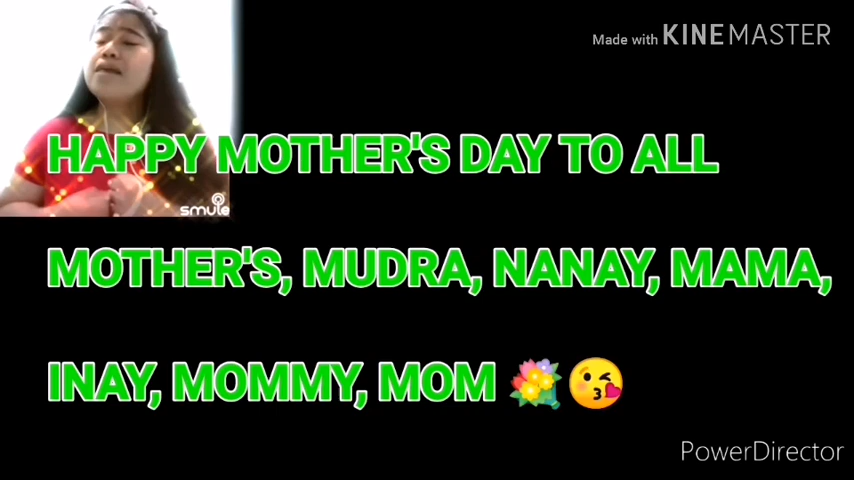 Made with KINEMASTER
HAPPY MOTHER'S DAY TO ALL
smule
MOTHER'S, MUDRA, NANAY, MAMA,
INAY, MOMMY, MOM 💐😘
PowerDirector